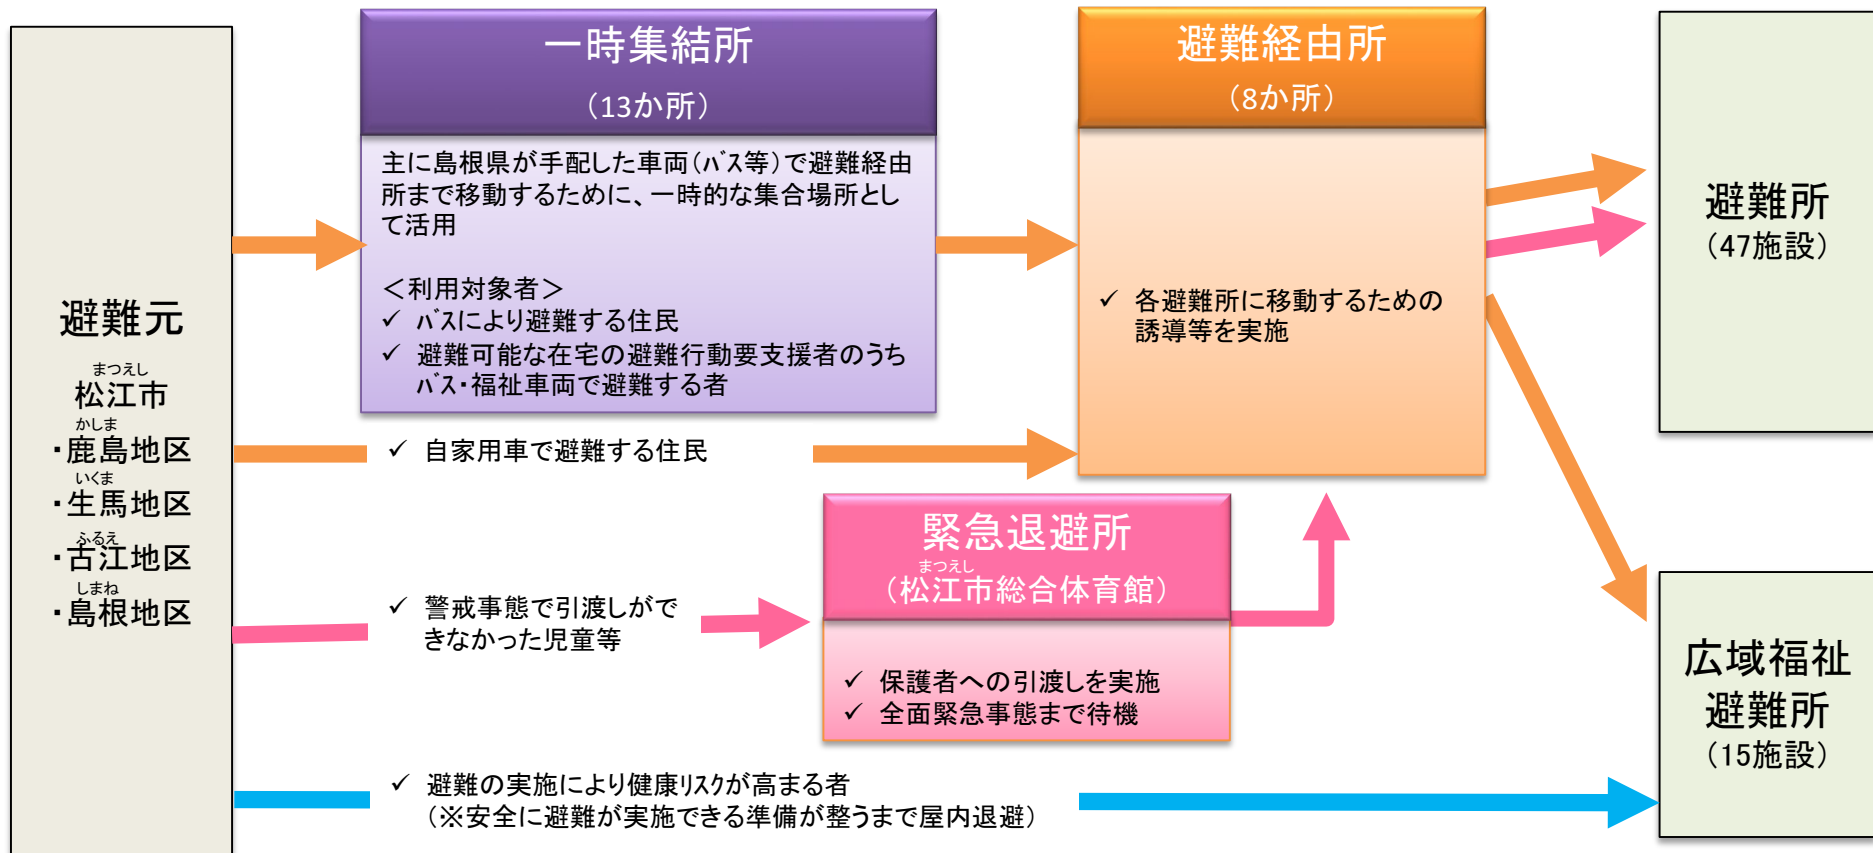 避難元
まつえし
松江市
かしま
・鹿島地区
いくま
・生馬地区
ふるえ
・古江地区
しまね
・島根地区
一時集結所
（13か所）
主に島根県が手配した車両（ﾊﾞｽ等）で避難経由
所まで移動するために、一時的な集合場所とし
て活用
＜利用対象者＞
✓ ﾊﾞｽにより避難する住民
✓ 避難可能な在宅の避難行動要支援者のうち
ﾊﾞｽ・福祉車両で避難する者
✓ 自家用車で避難する住民
✓ 警戒事態で引渡しがで
きなかった児童等
✓ 避難の実施により健康ﾘｽｸが高まる者
（※安全に避難が実施できる準備が整うまで屋内退避）
避難経由所
（8か所）
✓ 各避難所に移動するための
誘導等を実施
緊急退避所
まつえし
（松江市総合体育館）
✓ 保護者への引渡しを実施
✓ 全面緊急事態まで待機
避難所
（47施設）
広域福祉
避難所
（15施設）